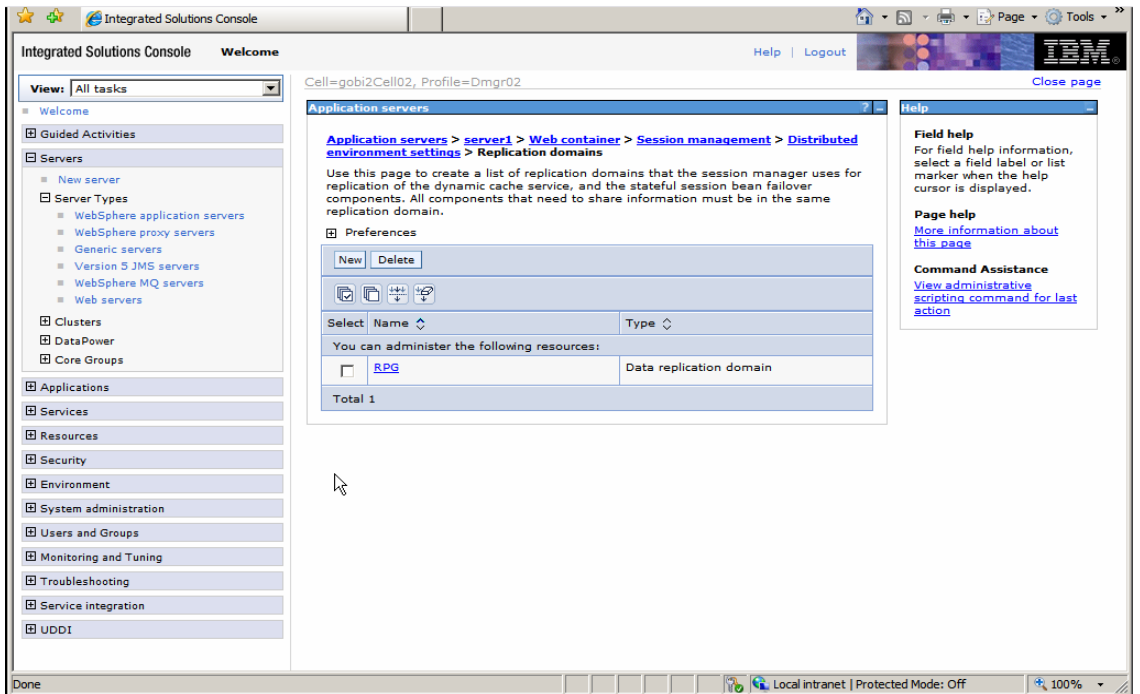 Integrated Solutions Console
Page
Tools
»
Integrated Solutions Console Welcome
Help | Logout
IBM
View: All tasks
Welcome
Guided Activities
Servers
New server
Server Types
WebSphere application servers
WebSphere proxy servers
Generic servers
Version 5 JMS servers
WebSphere MQ servers
Web servers
Clusters
DataPower
Core Groups
Applications
Services
Resources
Security
Environment
System administration
Users and Groups
Monitoring and Tuning
Troubleshooting
Service integration
UDDI
Cell=gobi2Cell02, Profile=Dmgr02
Close page
Application servers
? -
Application servers > server1 > Web container > Session management > Distributed
environment settings > Replication domains
Use this page to create a list of replication domains that the session manager uses for
replication of the dynamic cache service, and the stateful session bean failover
components. All components that need to share information must be in the same
replication domain.
Preferences
New Delete
Select Name Type
You can administer the following resources:
RPG Data replication domain
Total 1
Help
-
Field help
For field help information,
select a field label or list
marker when the help
cursor is displayed.
Page help
More information about
this page
Command Assistance
View administrative
scripting command for last
action
Done
Local intranet | Protected Mode: Off
100%